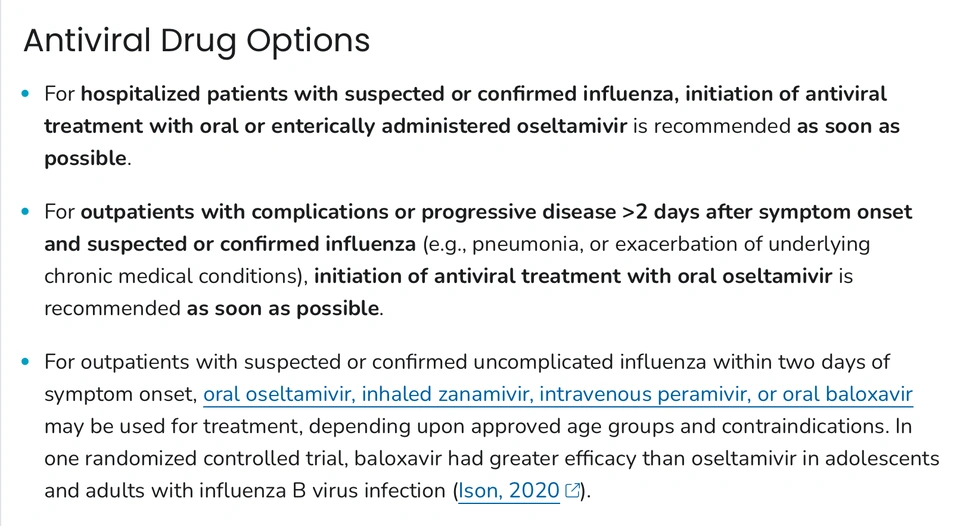 Antiviral Drug Options
• For hospitalized patients with suspected or confirmed influenza, initiation of antiviral
treatment with oral or enterically administered oseltamivir is recommended as soon as
possible.
• For outpatients with complications or progressive disease >2 days after symptom onset
and suspected or confirmed influenza (e.g., pneumonia, or exacerbation of underlying
chronic medical conditions), initiation of antiviral treatment with oral oseltamivir is
recommended as soon as possible.
• For outpatients with suspected or confirmed uncomplicated influenza within two days of
symptom onset, oral oseltamivir, inhaled zanamivir, intravenous peramivir, or oral baloxavir
may be used for treatment, depending upon approved age groups and contraindications. In
one randomized controlled trial, baloxavir had greater efficacy than oseltamivir in adolescents
and adults with influenza B virus infection (Ison, 2020).